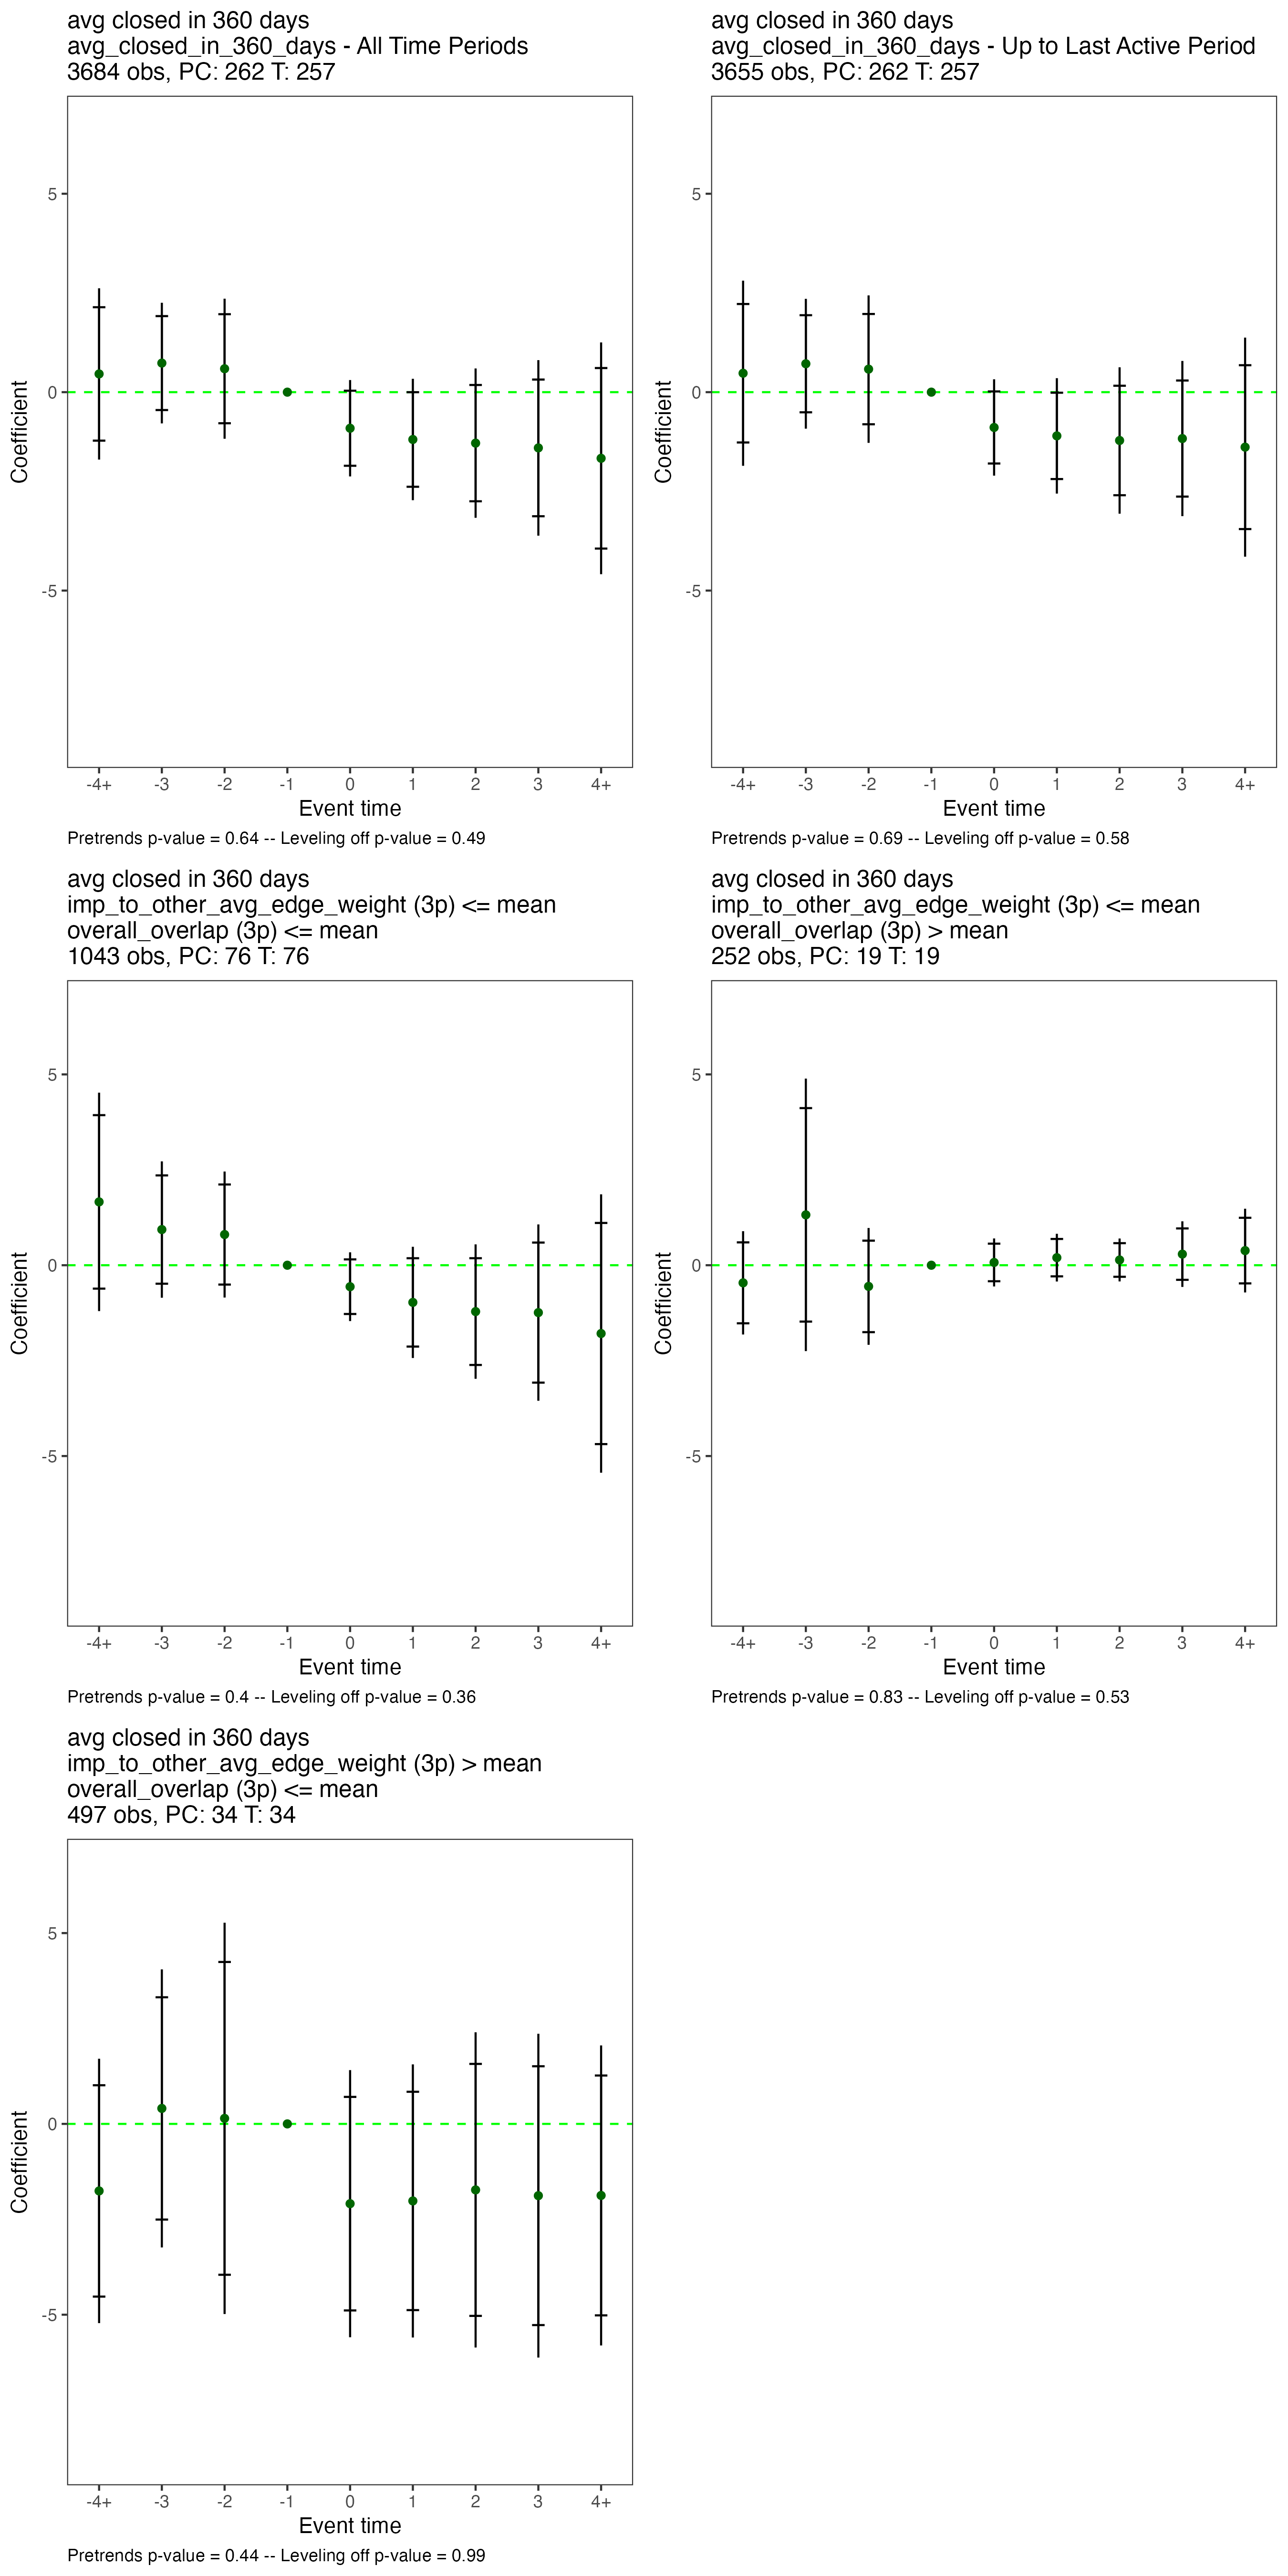 avg closed in 360 days
avg_closed_in_360_days - All Time Periods
3684 obs, PC: 262 T: 257
5
0
-5
Coefficient
-4+ -3 -2 -1 0 1 2 3 4+
Event time
Pretrends p-value = 0.64 -- Leveling off p-value = 0.49
avg closed in 360 days
avg_closed_in_360_days - Up to Last Active Period
3655 obs, PC: 262 T: 257
5
0
-5
Coefficient
-4+ -3 -2 -1 0 1 2 3 4+
Event time
Pretrends p-value = 0.69 -- Leveling off p-value = 0.58
avg closed in 360 days
imp_to_other_avg_edge_weight (3p) <= mean
overall_overlap (3p) <= mean
1043 obs, PC: 76 T: 76
5
0
-5
Coefficient
-4+ -3 -2 -1 0 1 2 3 4+
Event time
Pretrends p-value = 0.4 -- Leveling off p-value = 0.36
avg closed in 360 days
imp_to_other_avg_edge_weight (3p) <= mean
overall_overlap (3p) > mean
252 obs, PC: 19 T: 19
5
0
-5
Coefficient
-4+ -3 -2 -1 0 1 2 3 4+
Event time
Pretrends p-value = 0.83 -- Leveling off p-value = 0.53
avg closed in 360 days
imp_to_other_avg_edge_weight (3p) > mean
overall_overlap (3p) <= mean
497 obs, PC: 34 T: 34
5
0
-5
Coefficient
-4+ -3 -2 -1 0 1 2 3 4+
Event time
Pretrends p-value = 0.44 -- Leveling off p-value = 0.99